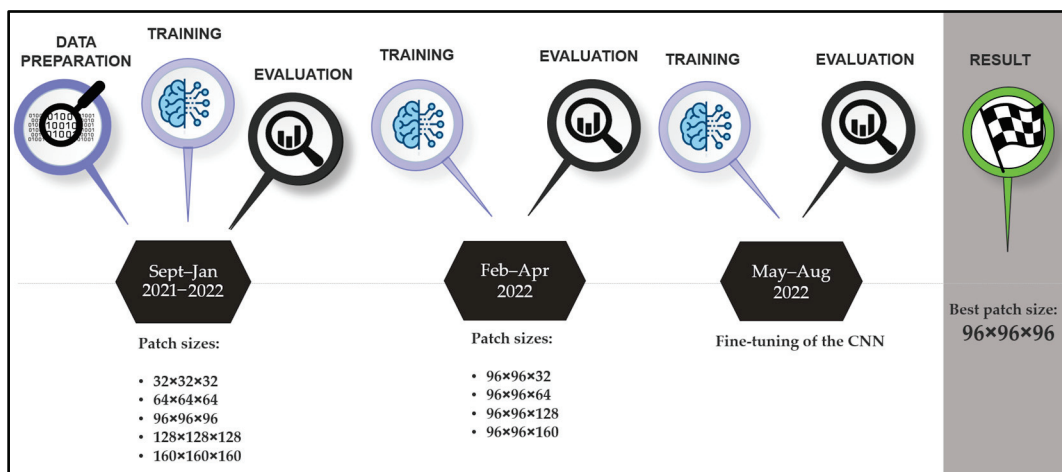 DATA
PREPARATION
TRAINING
EVALUATION
TRAINING
EVALUATION
TRAINING
EVALUATION
RESULT
Sept–Jan
2021–2022
Feb–Apr
2022
May–Aug
2022
Patch sizes:
• 32×32×32
• 64×64×64
• 96×96×96
• 128×128×128
• 160×160×160
Patch sizes:
• 96×96×32
• 96×96×64
• 96×96×128
• 96×96×160
Fine-tuning of the CNN
Best patch size:
96×96×96